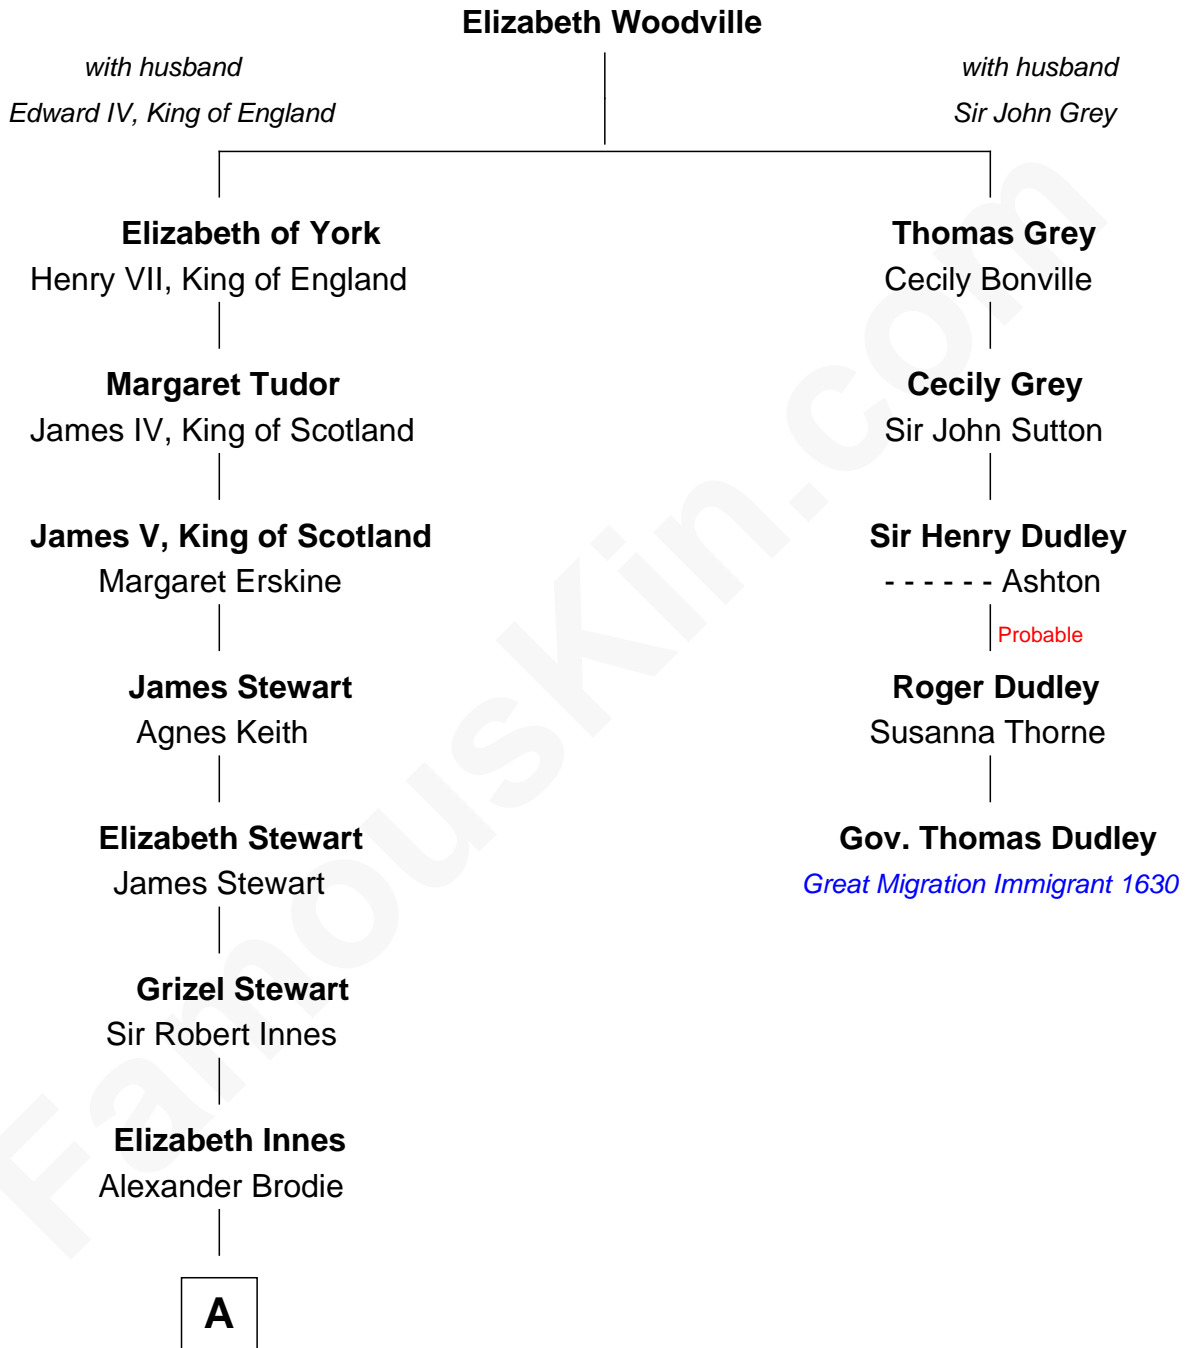 Elizabeth Woodville
with husband
Edward IV, King of England
with husband
Sir John Grey
Elizabeth of York
Henry VII, King of England
Thomas Grey
Cecily Bonville
Margaret Tudor
James IV, King of Scotland
Cecily Grey
Sir John Sutton
James V, King of Scotland
Margaret Erskine
Sir Henry Dudley
- - - - - - Ashton
Probable
James Stewart
Agnes Keith
Roger Dudley
Susanna Thorne
Elizabeth Stewart
James Stewart
Gov. Thomas Dudley
Great Migration Immigrant 1630
Grizel Stewart
Sir Robert Innes
Elizabeth Innes
Alexander Brodie
A
FamousKin.com